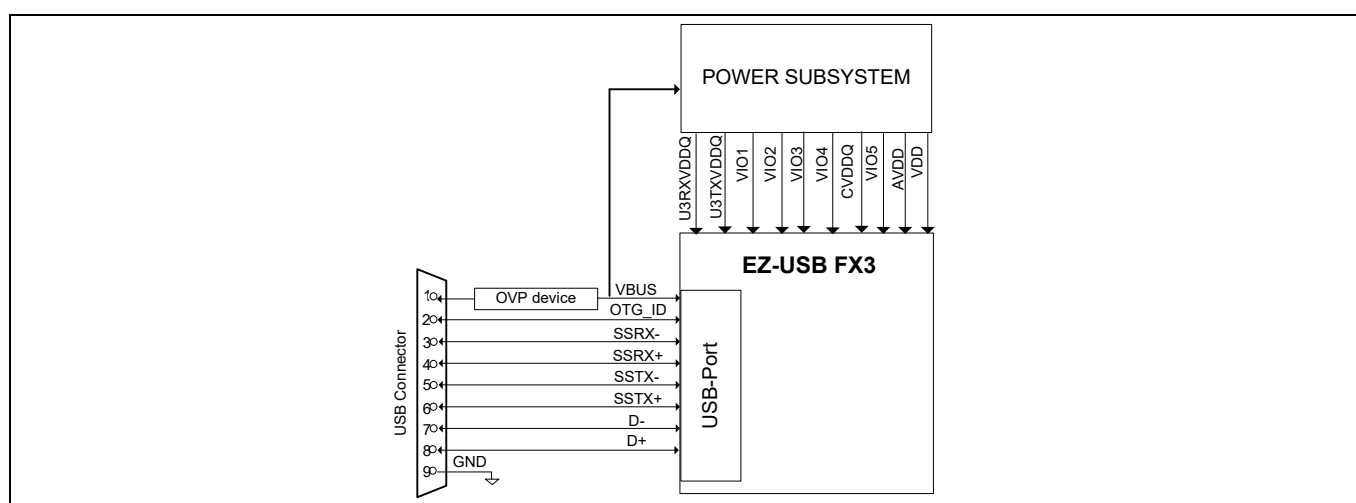 POWER SUBSYSTEM
U3RXVDDQ
U3TXVDDQ
VIO1
VIO2
VIO3
VIO4
CVDDQ
VIO5
AVDD
VDD
EZ-USB FX3
USB-Port
USB Connector
1
OVP device
VBUS
2
OTG_ID
3
SSRX-
4
SSRX+
5
SSTX-
6
SSTX+
7
D-
8
D+
9
GND